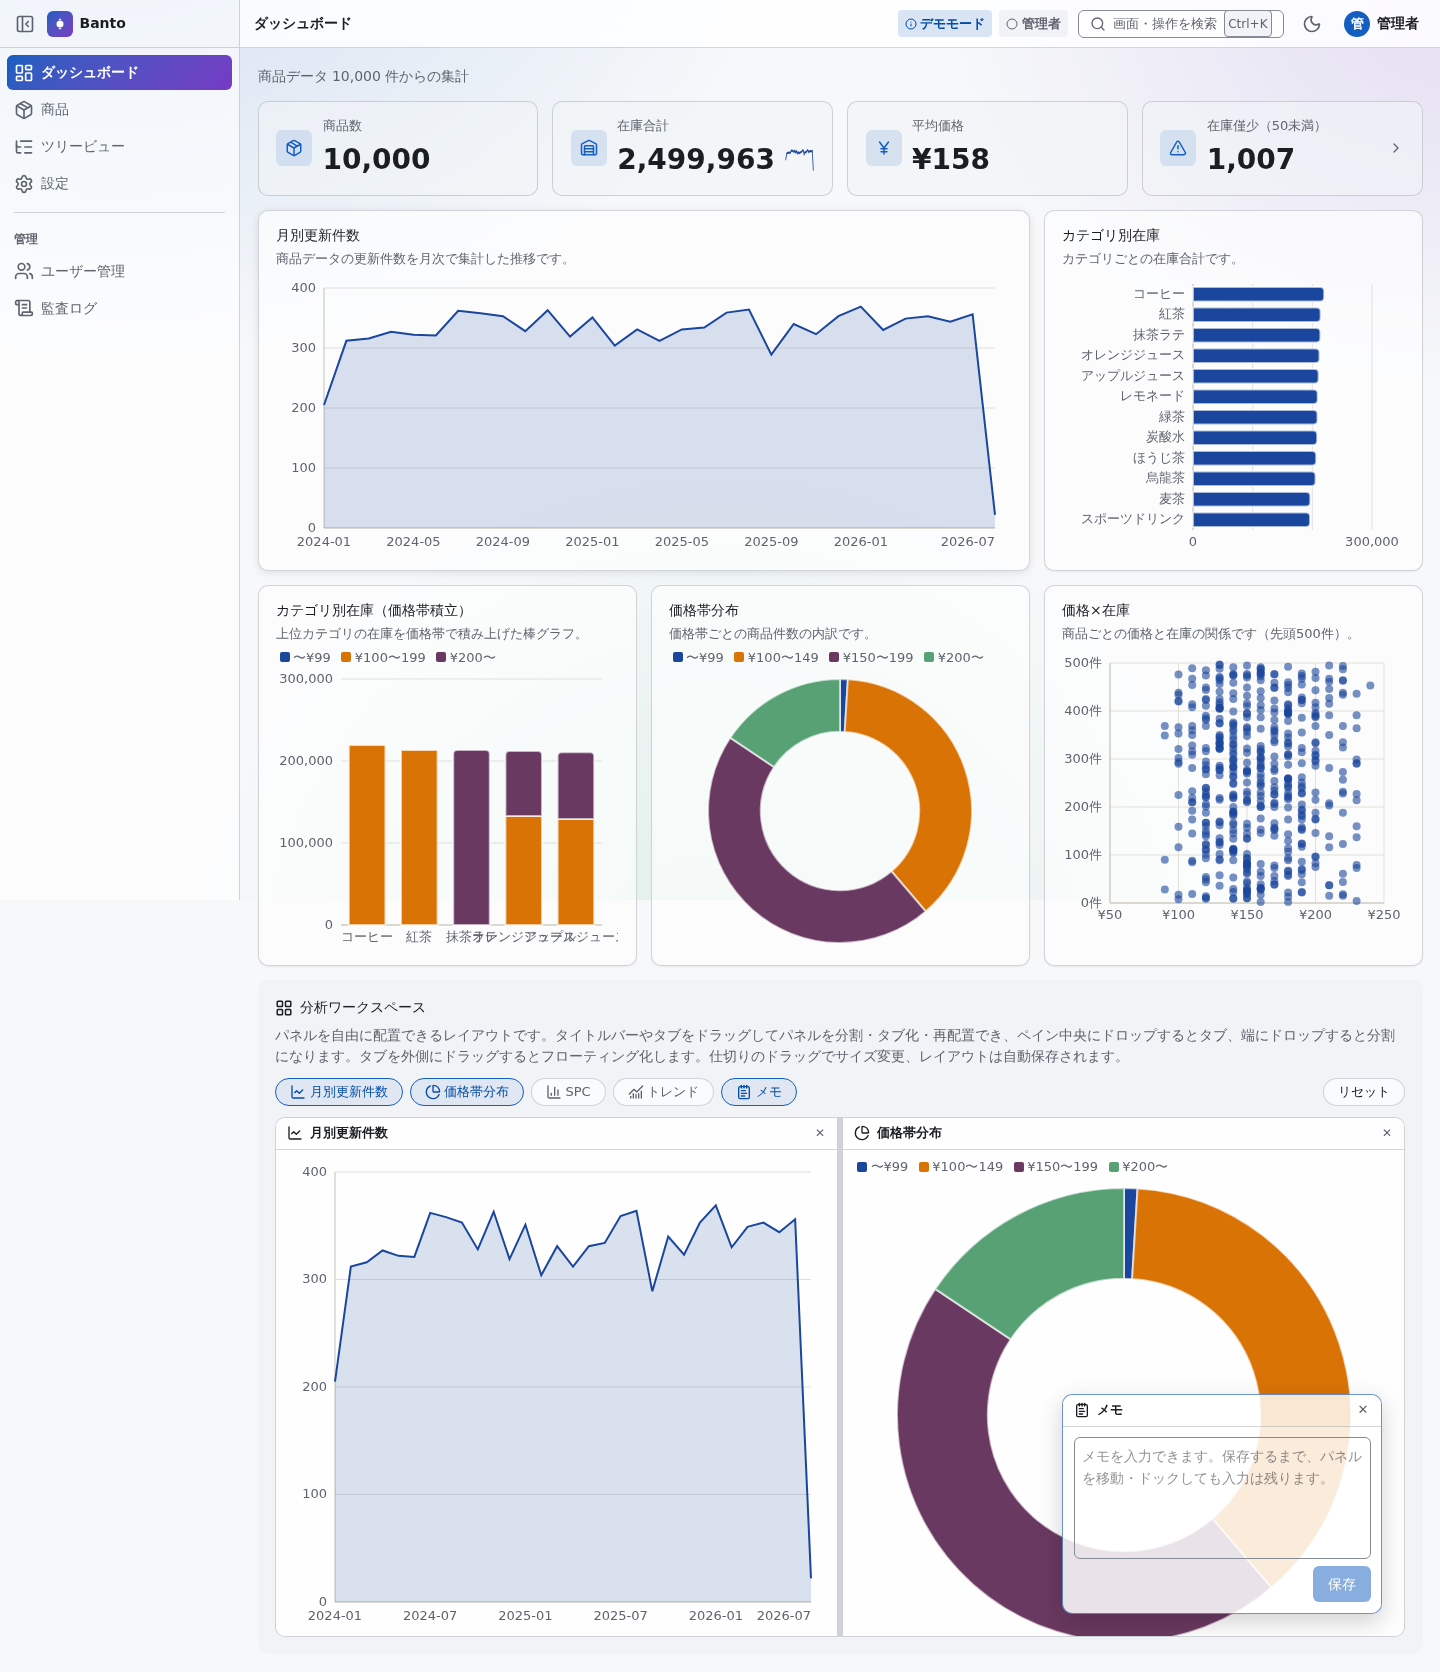 Banto
ダッシュボード
デモモード
管理者
画面・操作を検索 Ctrl+K
管 管理者
ダッシュボード
商品
ツリービュー
設定
管理
ユーザー管理
監査ログ
商品データ 10,000 件からの集計
商品数
10,000
在庫合計
2,499,963
平均価格
¥158
在庫僅少（50未満）
1,007
月別更新件数
商品データの更新件数を月次で集計した推移です。
400
300
200
100
0
2024-01 2024-05 2024-09 2025-01 2025-05 2025-09 2026-01 2026-07
カテゴリ別在庫
カテゴリごとの在庫合計です。
コーヒー
紅茶
抹茶ラテ
オレンジジュース
アップルジュース
レモネード
緑茶
炭酸水
ほうじ茶
烏龍茶
麦茶
スポーツドリンク
0 300,000
カテゴリ別在庫（価格帯積立）
上位カテゴリの在庫を価格帯で積み上げた棒グラフ。
〜¥99 ¥100〜199 ¥200〜
300,000
200,000
100,000
0
コーヒー 紅茶 抹茶ラテ オレンジジュース アップルジュース
価格帯分布
価格帯ごとの商品件数の内訳です。
〜¥99 ¥100〜149 ¥150〜199 ¥200〜
価格×在庫
商品ごとの価格と在庫の関係です（先頭500件）。
500件
400件
300件
200件
100件
0件
¥50 ¥100 ¥150 ¥200 ¥250
分析ワークスペース
パネルを自由に配置できるレイアウトです。タイトルバーやタブをドラッグしてパネルを分割・タブ化・再配置でき、ペイン中央にドロップするとタブ、端にドロップすると分割
になります。タブを外側にドラッグするとフローティング化します。仕切りのドラッグでサイズ変更、レイアウトは自動保存されます。
月別更新件数 価格帯分布 SPC トレンド メモ リセット
月別更新件数
400
300
200
100
0
2024-01 2024-07 2025-01 2025-07 2026-01 2026-07
価格帯分布
〜¥99 ¥100〜149 ¥150〜199 ¥200〜
メモ
メモを入力できます。保存するまで、パネル
を移動・ドックしても入力は残ります。
保存